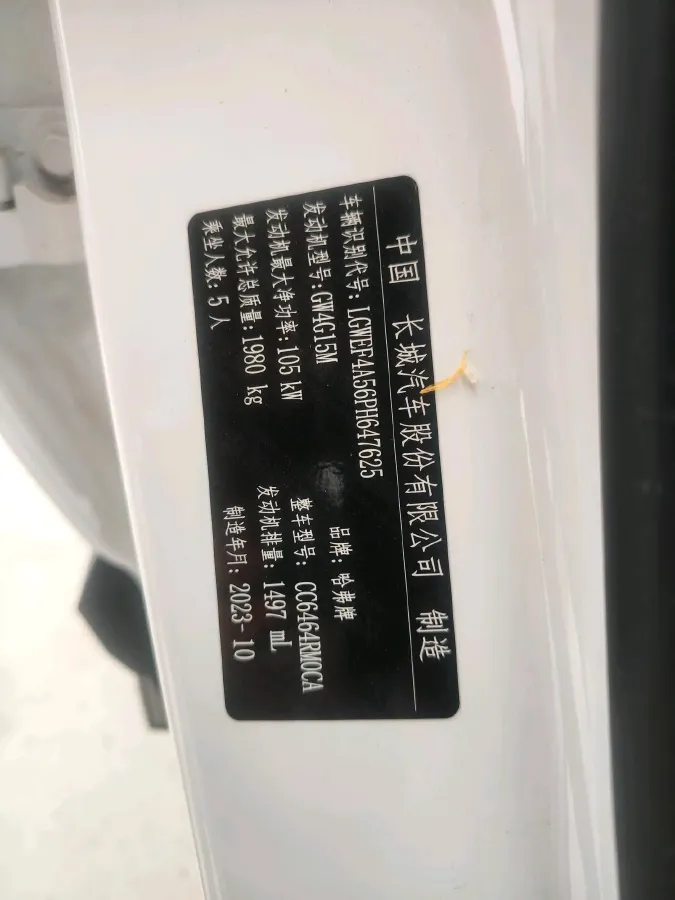 中国 长城汽车股份有限公司 制造
车辆识别代号: LGWEF4A56PH647625
品牌: 哈弗牌
发动机型号: GW4G15M
整车型号: CC6464RM0CA
发动机最大净功率: 105 kW
发动机排量: 1497 mL
最大允许总质量: 1980 kg
制造年月: 2023-10
乘坐人数: 5 人